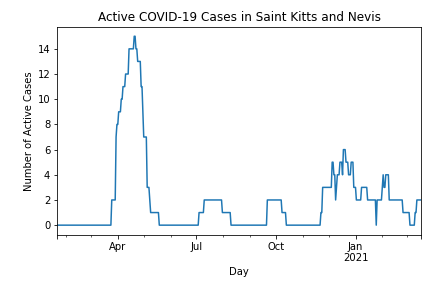 Active COVID-19 Cases in Saint Kitts and Nevis
Number of Active Cases
14
12
10
8
6
4
2
0
Apr
Jul
Oct
Jan
2021
Day